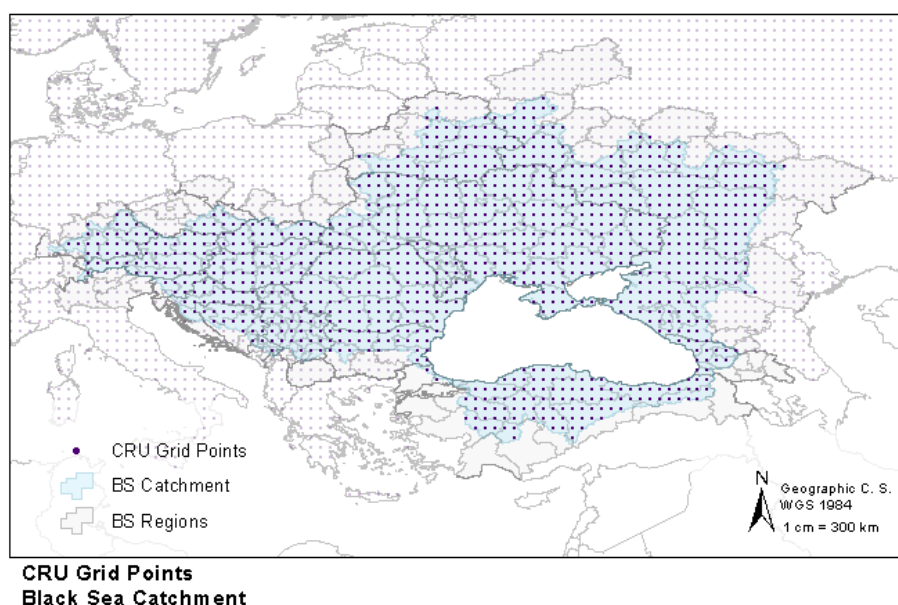 CRU Grid Points
BS Catchment
BS Regions
N
Geographic C. S.
WGS 1984
1 cm = 300 km
CRU Grid Points
Black Sea Catchment